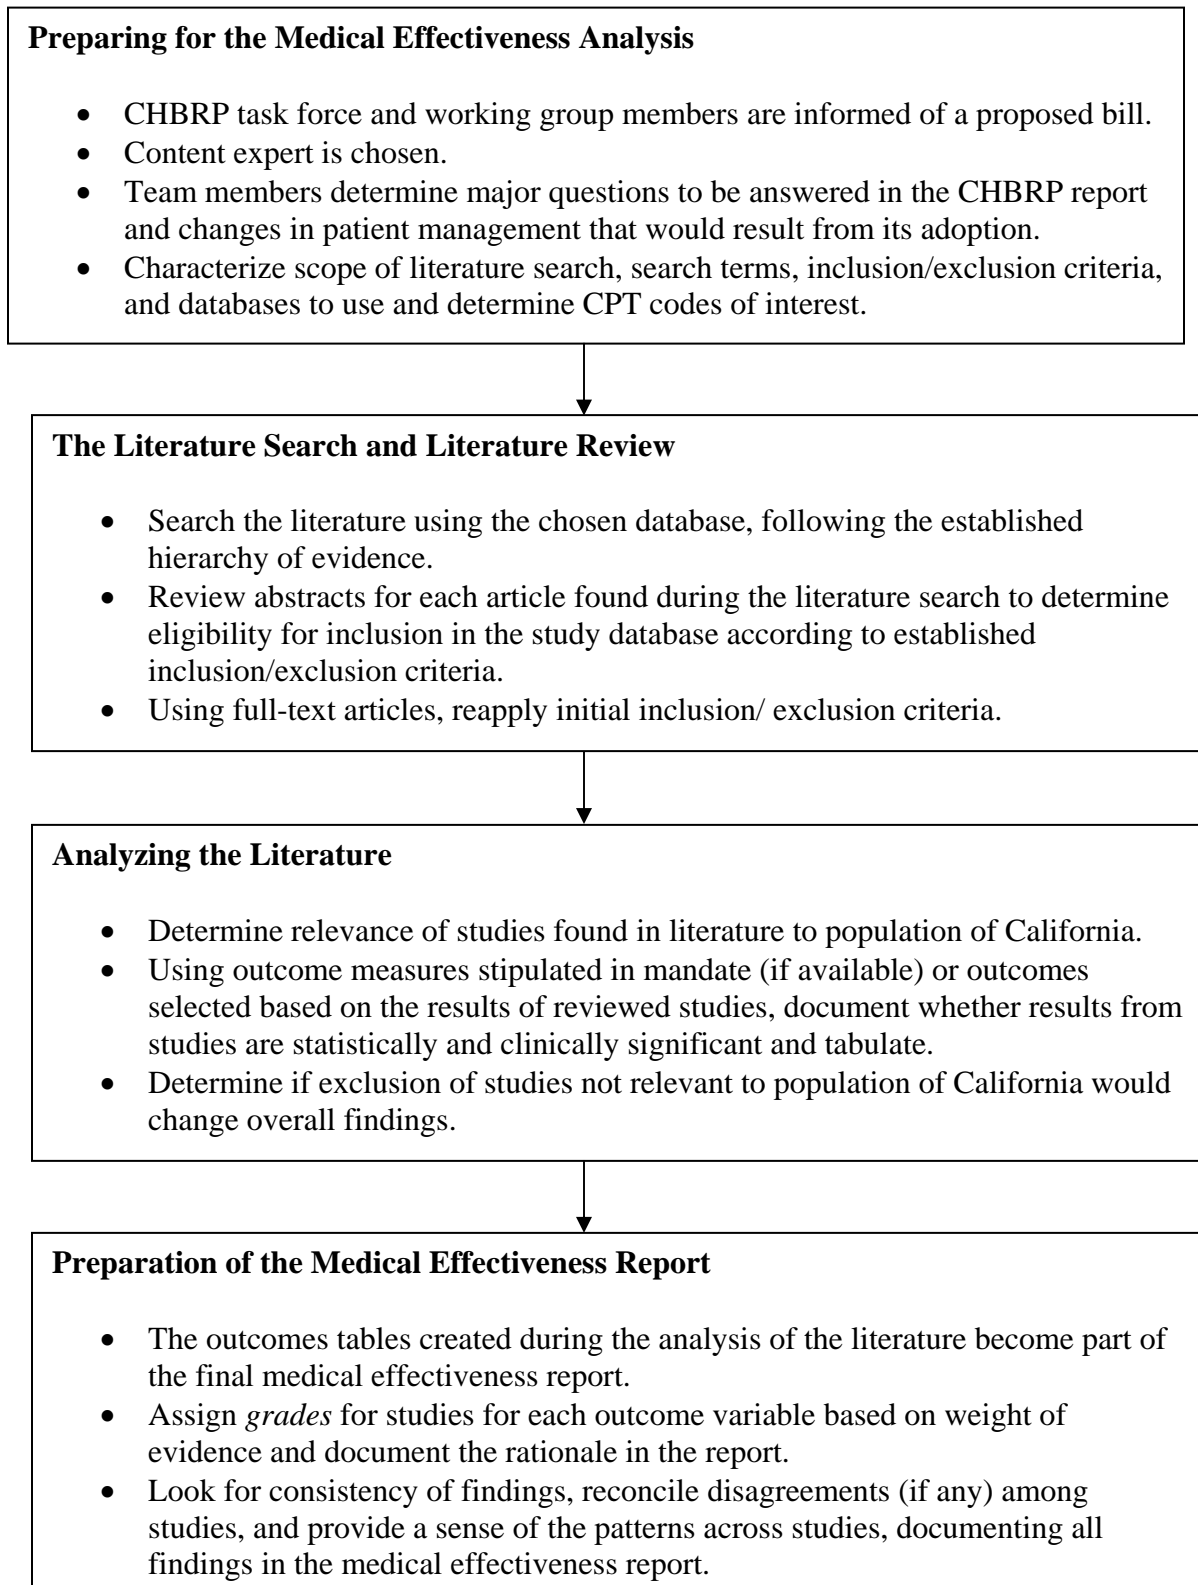 Preparing for the Medical Effectiveness Analysis
• CHBRP task force and working group members are informed of a proposed bill.
• Content expert is chosen.
• Team members determine major questions to be answered in the CHBRP report
and changes in patient management that would result from its adoption.
• Characterize scope of literature search, search terms, inclusion/exclusion criteria,
and databases to use and determine CPT codes of interest.
The Literature Search and Literature Review
• Search the literature using the chosen database, following the established
hierarchy of evidence.
• Review abstracts for each article found during the literature search to determine
eligibility for inclusion in the study database according to established
inclusion/exclusion criteria.
• Using full-text articles, reapply initial inclusion/ exclusion criteria.
Analyzing the Literature
• Determine relevance of studies found in literature to population of California.
• Using outcome measures stipulated in mandate (if available) or outcomes
selected based on the results of reviewed studies, document whether results from
studies are statistically and clinically significant and tabulate.
• Determine if exclusion of studies not relevant to population of California would
change overall findings.
Preparation of the Medical Effectiveness Report
• The outcomes tables created during the analysis of the literature become part of
the final medical effectiveness report.
• Assign grades for studies for each outcome variable based on weight of
evidence and document the rationale in the report.
• Look for consistency of findings, reconcile disagreements (if any) among
studies, and provide a sense of the patterns across studies, documenting all
findings in the medical effectiveness report.